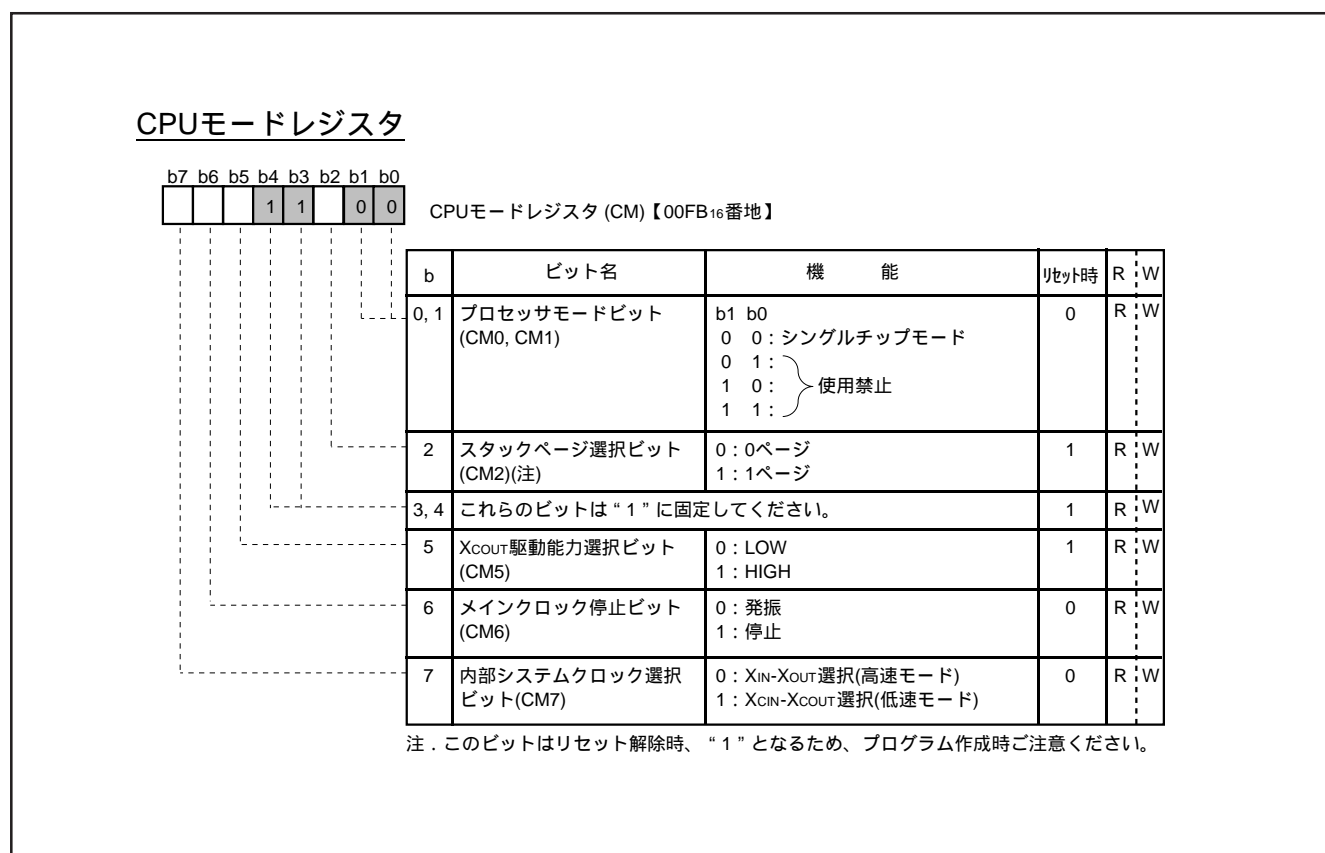 CPUモードレジスタ
b7 b6 b5 b4 b3 b2 b1 b0
1 1 0 0
CPUモードレジスタ (CM)【00FB16番地】
b ビット名 機 能 リセット時 R W
0, 1 プロセッサモードビット b1 b0 0 R W
(CM0, CM1) 0 0：シングルチップモード
0 1：
1 0： 使用禁止
1 1：
2 スタックページ選択ビット 0：0ページ 1 R W
(CM2)(注) 1：1ページ
3, 4 これらのビットは“1”に固定してください。 1 R W
5 XCOUT駆動能力選択ビット 0：LOW 1 R W
(CM5) 1：HIGH
6 メインクロック停止ビット 0：発振 0 R W
(CM6) 1：停止
7 内部システムクロック選択 0：XIN-XOUT選択(高速モード) 0 R W
ビット(CM7) 1：XCIN-XCOUT選択(低速モード)
注．このビットはリセット解除時、“1”となるため、プログラム作成時ご注意ください。